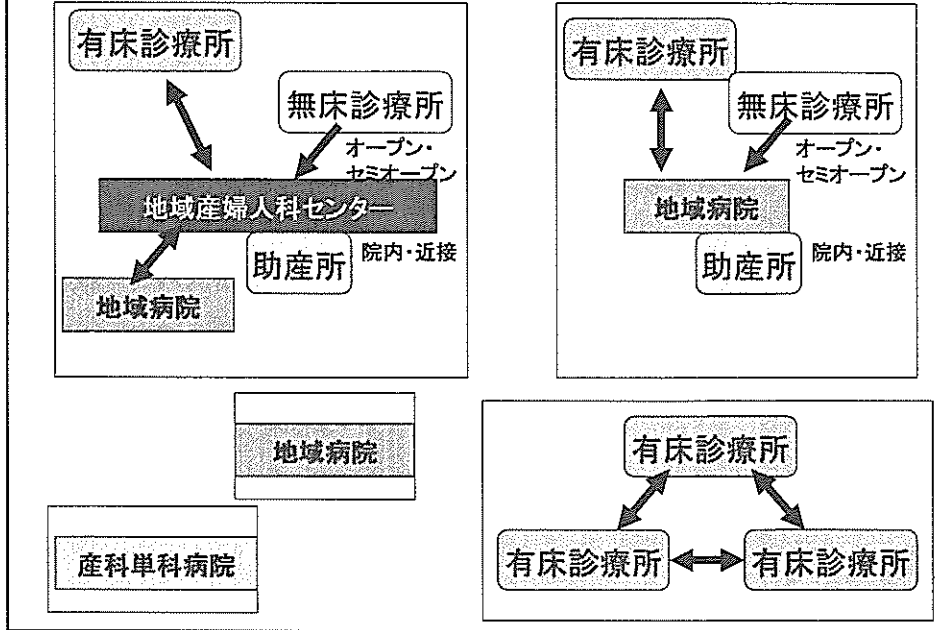 有床診療所
無床診療所
オープン・
セミオープン
地域産婦人科センター
助産所
院内・近接
地域病院
有床診療所
無床診療所
オープン・
セミオープン
地域病院
助産所
院内・近接
地域病院
産科単科病院
有床診療所
有床診療所
有床診療所